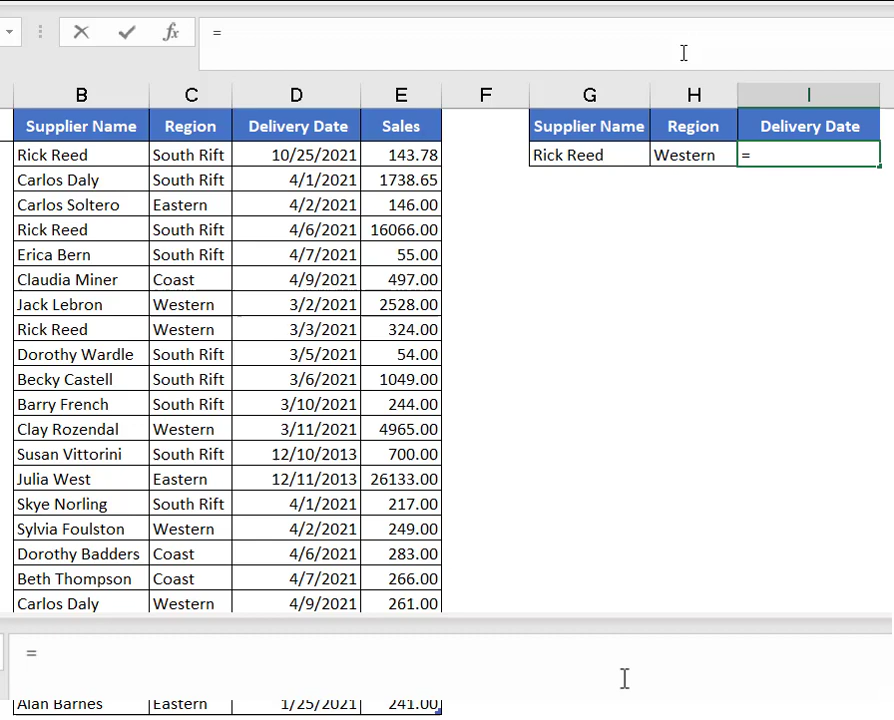 fx =
B C D E F G H I
Supplier Name Region Delivery Date Sales Supplier Name Region Delivery Date
Rick Reed South Rift 10/25/2021 143.78 Rick Reed Western =
Carlos Daly South Rift 4/1/2021 1738.65
Carlos Soltero Eastern 4/2/2021 146.00
Rick Reed South Rift 4/6/2021 16066.00
Erica Bern South Rift 4/7/2021 55.00
Claudia Miner Coast 4/9/2021 497.00
Jack Lebron Western 3/2/2021 2528.00
Rick Reed Western 3/3/2021 324.00
Dorothy Wardle South Rift 3/5/2021 54.00
Becky Castell South Rift 3/6/2021 1049.00
Barry French South Rift 3/10/2021 244.00
Clay Rozendal Western 3/11/2021 4965.00
Susan Vittorini South Rift 12/10/2013 700.00
Julia West Eastern 12/11/2013 26133.00
Skye Norling South Rift 4/1/2021 217.00
Sylvia Foulston Western 4/2/2021 249.00
Dorothy Badders Coast 4/6/2021 283.00
Beth Thompson Coast 4/7/2021 266.00
Carlos Daly Western 4/9/2021 261.00
=
Alan Barnes Eastern 1/25/2021 241.00